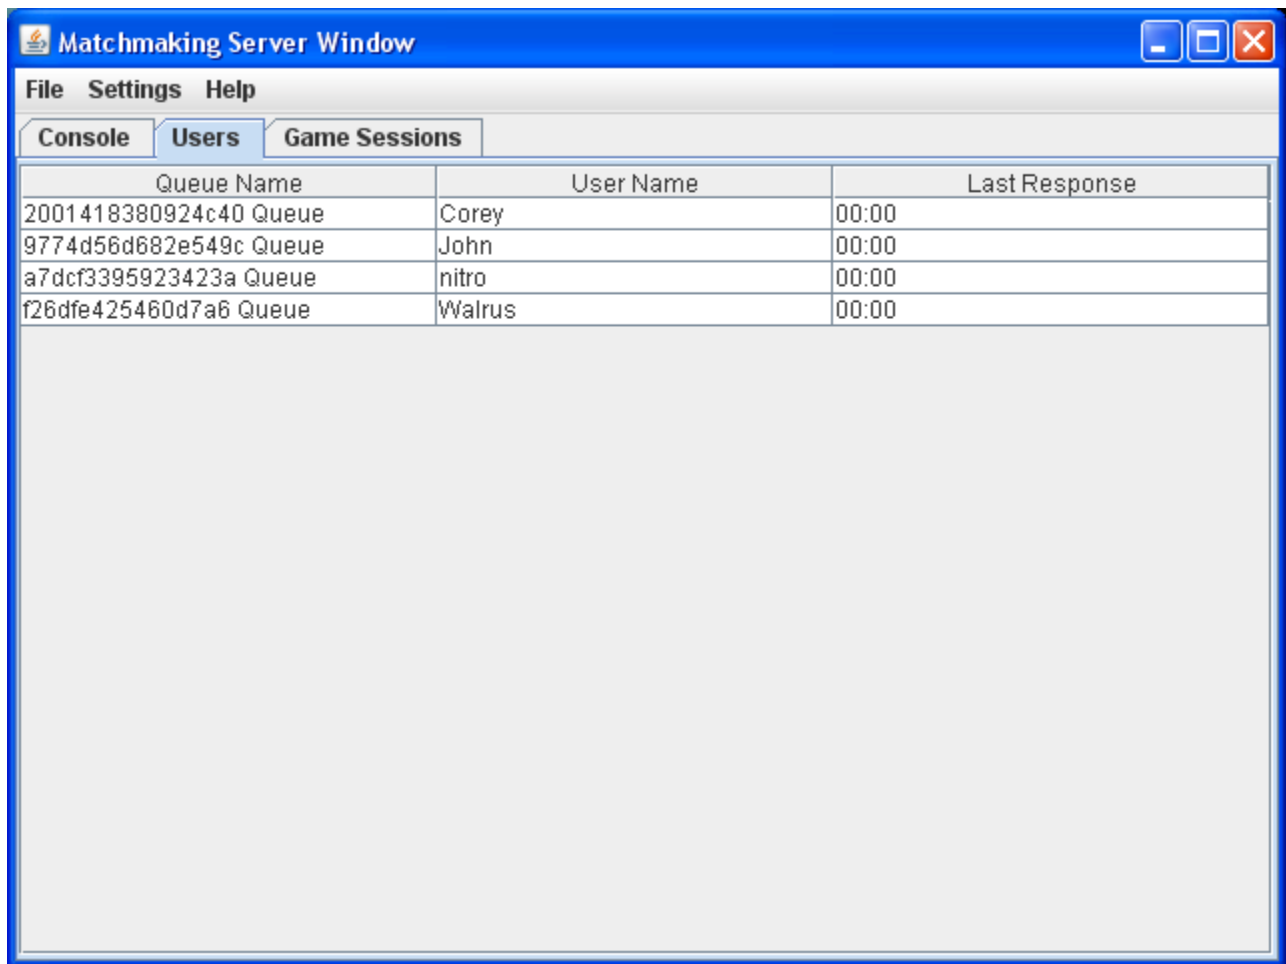 Matchmaking Server Window
File Settings Help
Console Users Game Sessions
Queue Name User Name Last Response
2001418380924c40 Queue Corey 00:00
9774d56d682e549c Queue John 00:00
a7dcf3395923423a Queue nitro 00:00
f26dfe425460d7a6 Queue Walrus 00:00